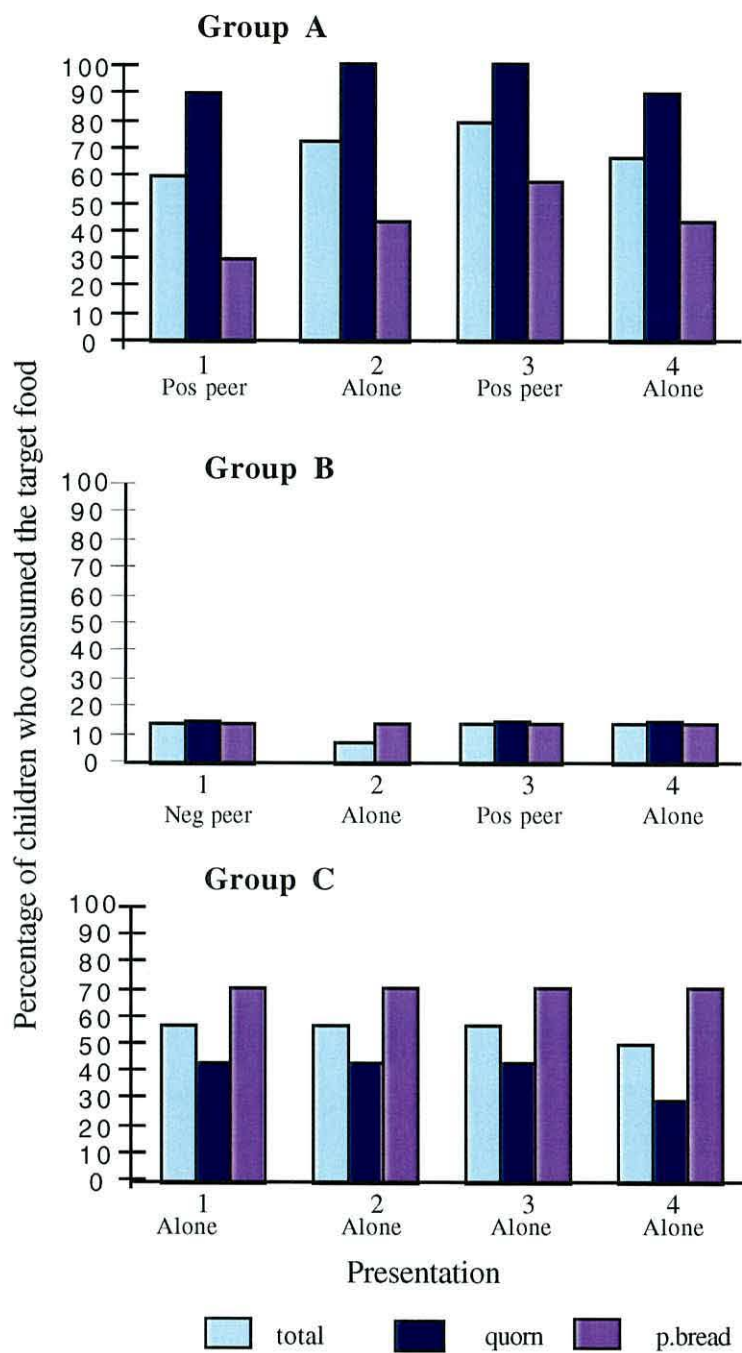 Group A
100
90
80
70
60
50
40
30
20
10
0
1 2 3 4
Pos peer Alone Pos peer Alone
Percentage of children who consumed the target food
Group B
100
90
80
70
60
50
40
30
20
10
0
1 2 3 4
Neg peer Alone Pos peer Alone
Group C
100
90
80
70
60
50
40
30
20
10
0
1 2 3 4
Alone Alone Alone Alone
Presentation
total quorn p.bread